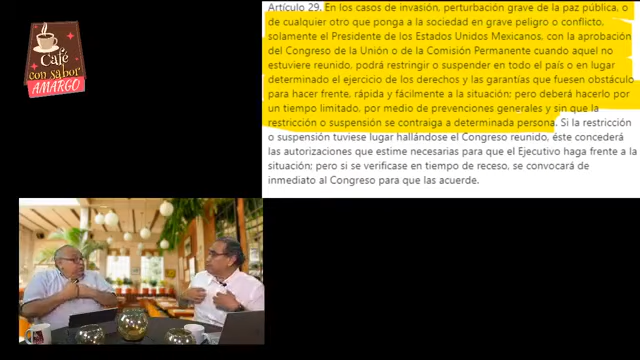 Café
con sabor
AMARGO
Artículo 29. En los casos de invasión, perturbación grave de la paz pública, o
de cualquier otro que ponga a la sociedad en grave peligro o conflicto,
solamente el Presidente de los Estados Unidos Mexicanos, con la aprobación
del Congreso de la Unión o de la Comisión Permanente cuando aquel no
estuviere reunido, podrá restringir o suspender en todo el país o en lugar
determinado el ejercicio de los derechos y las garantías que fuesen obstáculo
para hacer frente, rápida y fácilmente a la situación; pero deberá hacerlo por
un tiempo limitado, por medio de prevenciones generales y sin que la
restricción o suspensión se contraiga a determinada persona. Si la restricción
o suspensión tuviese lugar hallándose el Congreso reunido, éste concederá
las autorizaciones que estime necesarias para que el Ejecutivo haga frente a la
situación; pero si se verificase en tiempo de receso, se convocará de
inmediato al Congreso para que las acuerde.